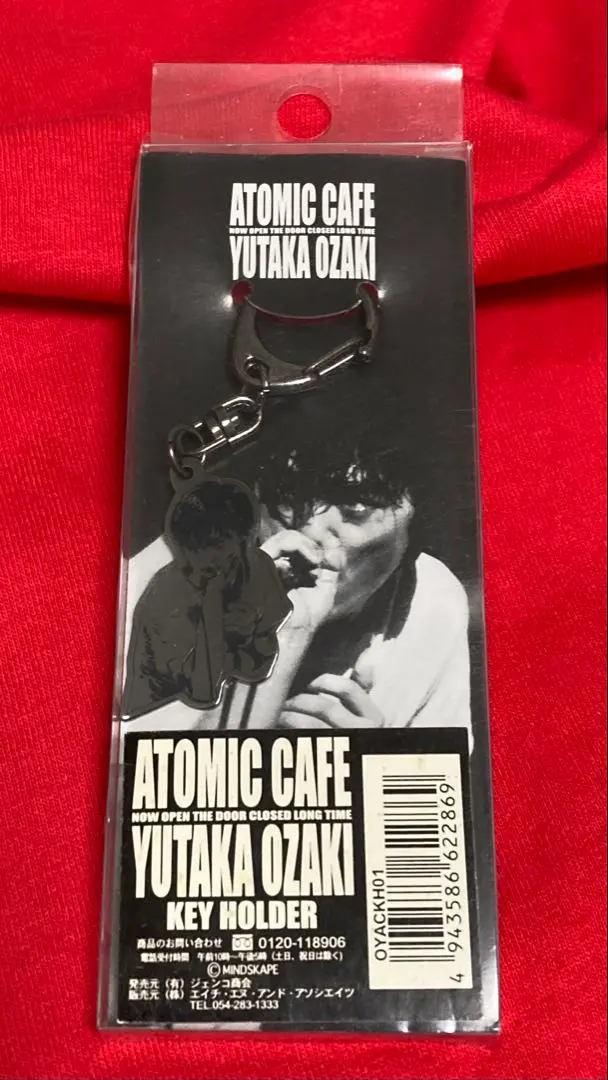 ATOMIC CAFE
NOW OPEN THE DOOR CLOSED LONG TIME
YUTAKA OZAKI
ATOMIC CAFE
NOW OPEN THE DOOR CLOSED LONG TIME
YUTAKA OZAKI
KEY HOLDER
商品のお問い合わせ 0120-118906
電話受付時間 午前10時〜午後5時(土日、祝日は除く)
©MINDSKAPE
発売元(有)ジェンコ商会
販売元(株)エイチ・エヌ・アンド・アソシエイツ
TEL.054-283-1333
OYACKH01
4 943586 622869